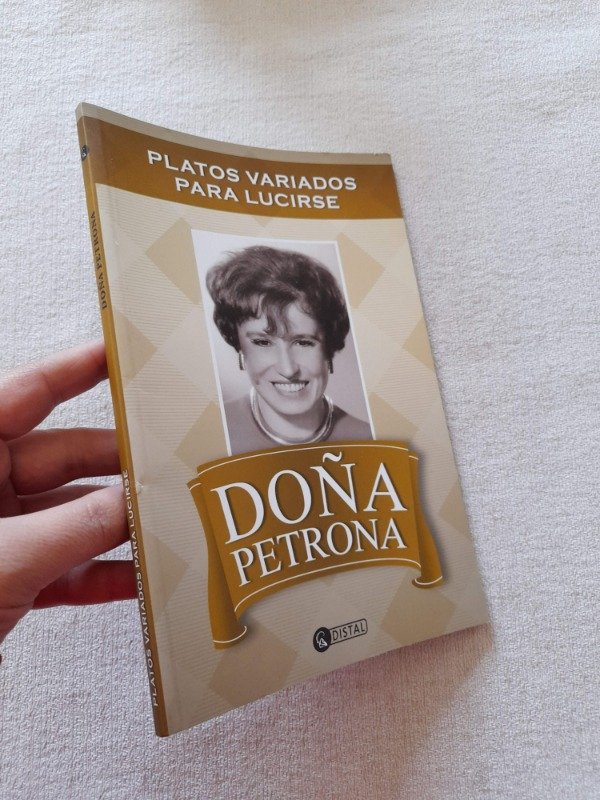 PLATOS VARIADOS
PARA LUCIRSE
DOÑA
PETRONA
DISTAL
DOÑA PETRONA
PLATOS VARIADOS PARA LUCIRSE